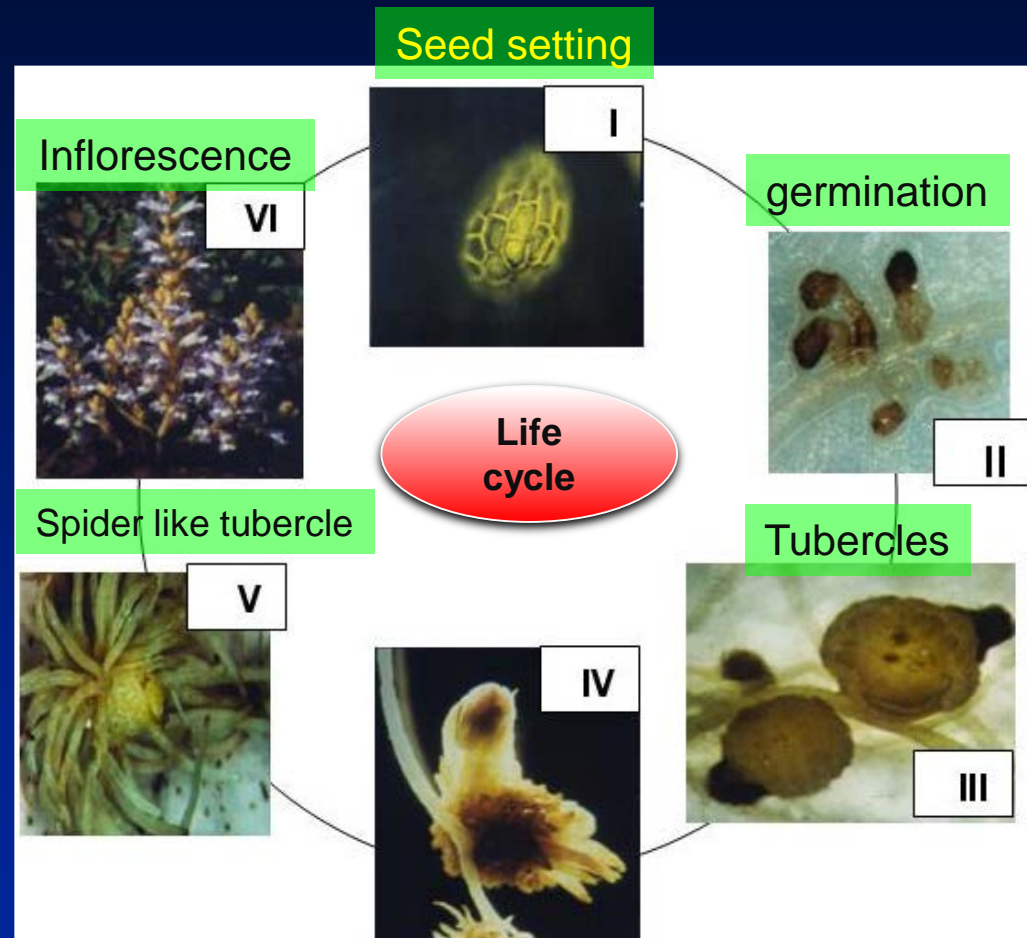 Seed setting
I
Inflorescence
VI
germination
II
Life
cycle
Spider like tubercle
V
Tubercles
III
IV